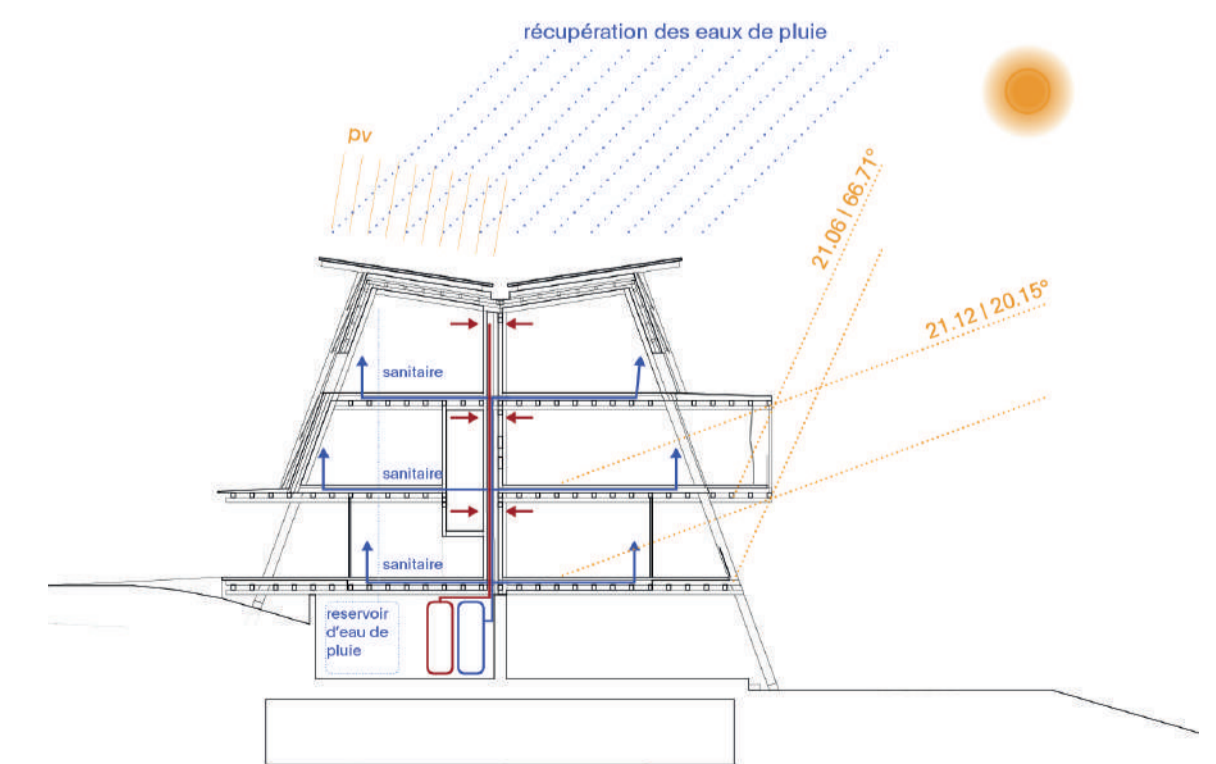 récupération des eaux de pluie
pv
21.06 | 66.71°
21.12 | 20.15°
sanitaire
sanitaire
sanitaire
reservoir
d'eau de
pluie